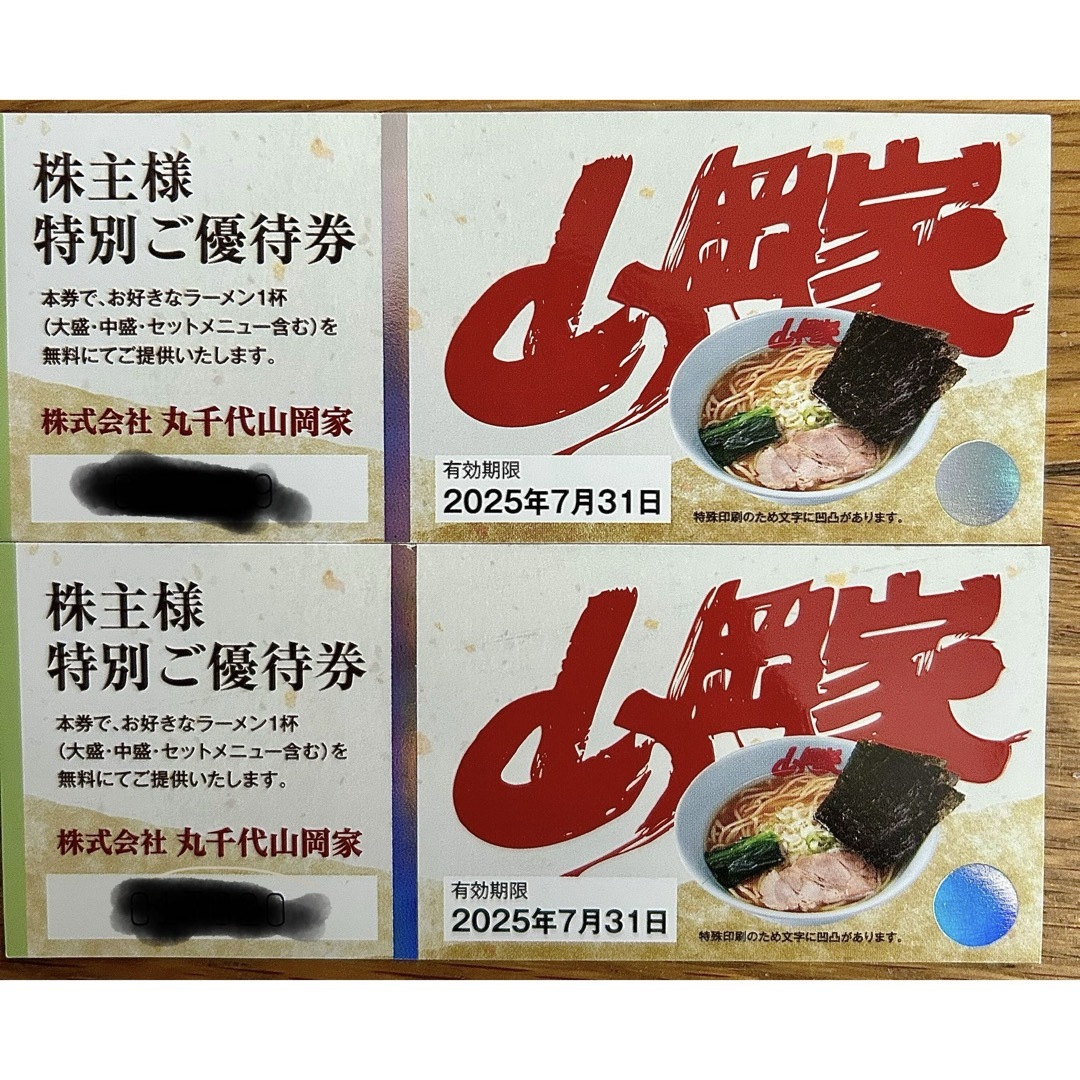 株主様
特別ご優待券
本券で、お好きなラーメン1杯
（大盛・中盛・セットメニュー含む）を
無料にてご提供いたします。
株式会社 丸千代山岡家
山岡家
山岡家
有効期限
2025年7月31日
特殊印刷のため文字に凹凸があります。
株主様
特別ご優待券
本券で、お好きなラーメン1杯
（大盛・中盛・セットメニュー含む）を
無料にてご提供いたします。
株式会社 丸千代山岡家
山岡家
山岡家
有効期限
2025年7月31日
特殊印刷のため文字に凹凸があります。